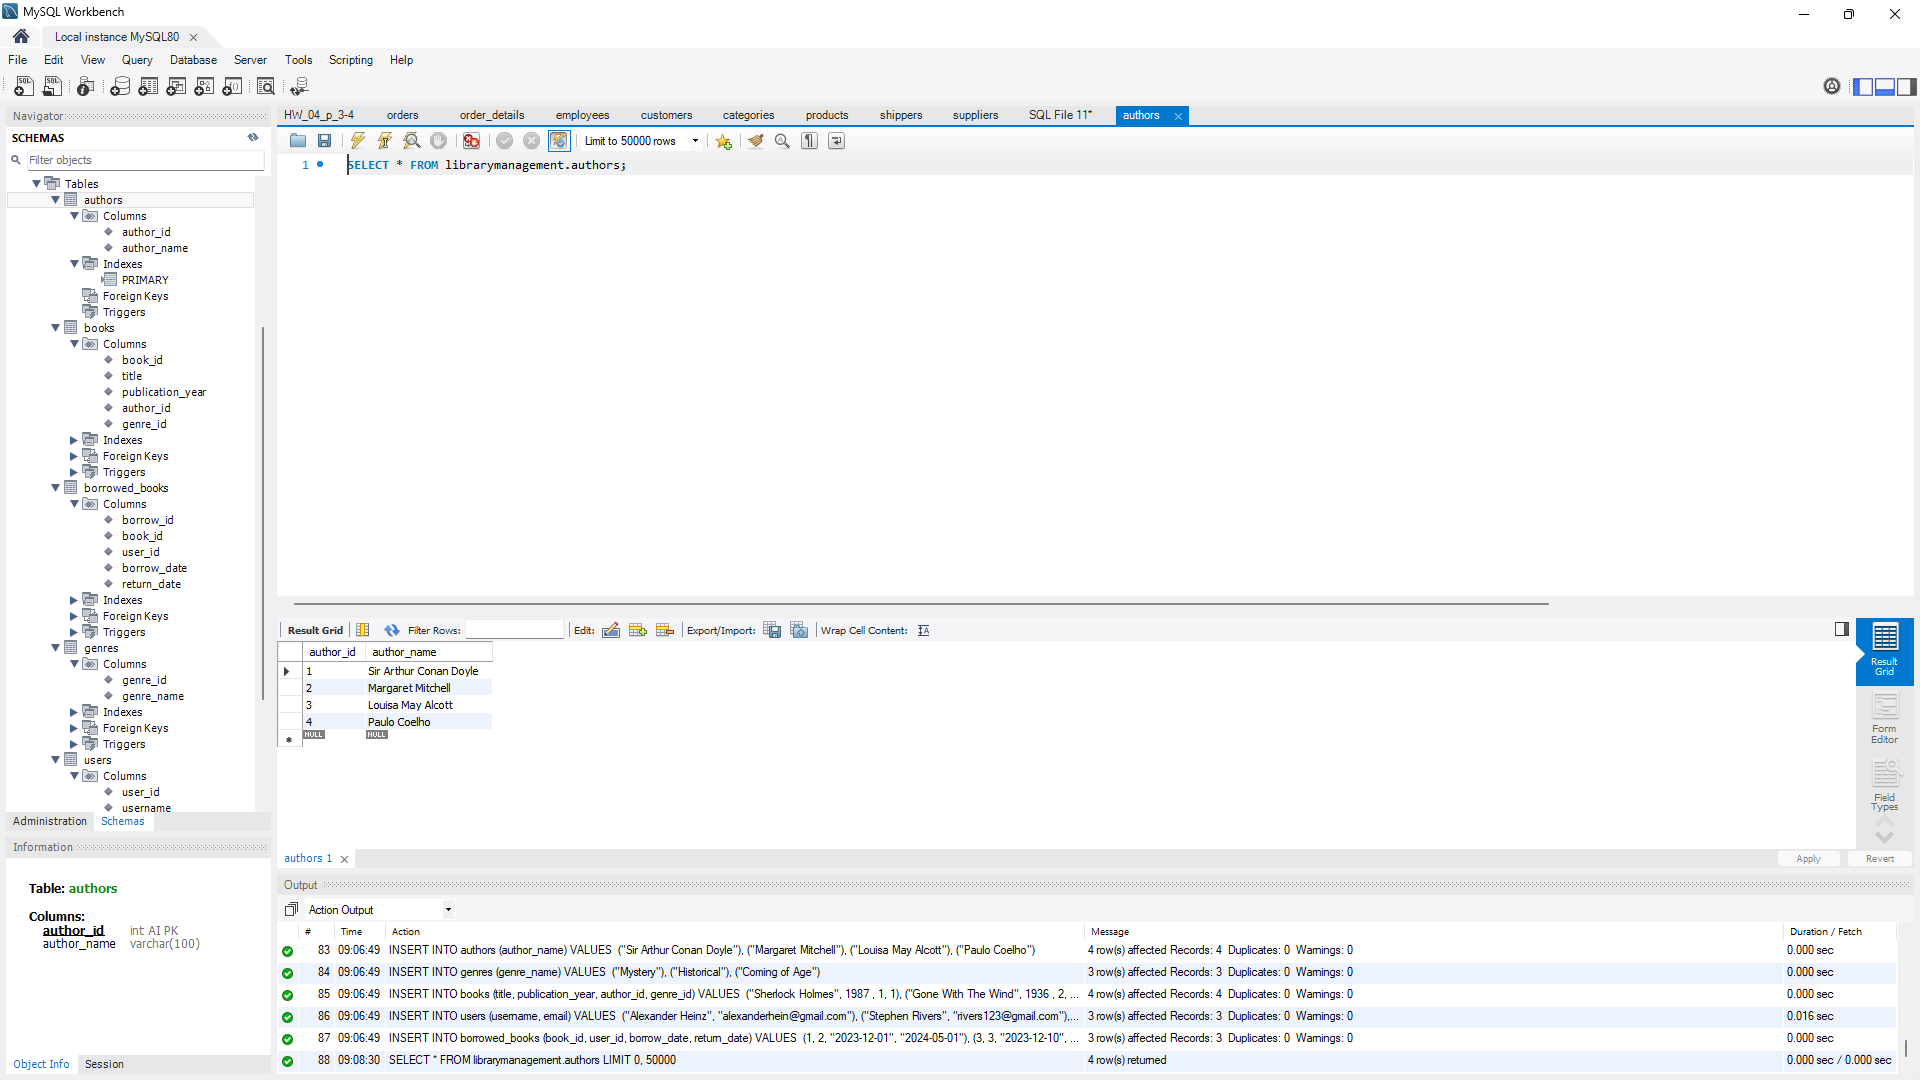 MySQL Workbench
Local instance MySQL80
File Edit View Query Database Server Tools Scripting Help
Navigator
SCHEMAS
Filter objects
Tables
authors
Columns
author_id
author_name
Indexes
PRIMARY
Foreign Keys
Triggers
books
Columns
book_id
title
publication_year
author_id
genre_id
Indexes
Foreign Keys
Triggers
borrowed_books
Columns
borrow_id
book_id
user_id
borrow_date
return_date
Indexes
Foreign Keys
Triggers
genres
Columns
genre_id
genre_name
Indexes
Foreign Keys
Triggers
users
Columns
user_id
username
Administration Schemas
Information
Table: authors
Columns:
author_id int AI PK
author_name varchar(100)
Object Info Session
HW_04_p_3-4 orders order_details employees customers categories products shippers suppliers SQL File 11* authors
Limit to 50000 rows
1 SELECT * FROM librarymanagement.authors;
Result Grid Filter Rows: Edit: Export/Import: Wrap Cell Content:
author_id author_name
1 Sir Arthur Conan Doyle
2 Margaret Mitchell
3 Louisa May Alcott
4 Paulo Coelho
NULL NULL
Result Grid
Form Editor
Field Types
authors 1
Apply Revert
Output
Action Output
# Time Action Message Duration / Fetch
83 09:06:49 INSERT INTO authors (author_name) VALUES ("Sir Arthur Conan Doyle"), ("Margaret Mitchell"), ("Louisa May Alcott"), ("Paulo Coelho") 4 row(s) affected Records: 4 Duplicates: 0 Warnings: 0 0.000 sec
84 09:06:49 INSERT INTO genres (genre_name) VALUES ("Mystery"), ("Historical"), ("Coming of Age") 3 row(s) affected Records: 3 Duplicates: 0 Warnings: 0 0.000 sec
85 09:06:49 INSERT INTO books (title, publication_year, author_id, genre_id) VALUES ("Sherlock Holmes", 1987 , 1, 1), ("Gone With The Wind", 1936 , 2, ... 4 row(s) affected Records: 4 Duplicates: 0 Warnings: 0 0.000 sec
86 09:06:49 INSERT INTO users (username, email) VALUES ("Alexander Heinz", "alexanderhein@gmail.com"), ("Stephen Rivers", "rivers123@gmail.com"),... 3 row(s) affected Records: 3 Duplicates: 0 Warnings: 0 0.016 sec
87 09:06:49 INSERT INTO borrowed_books (book_id, user_id, borrow_date, return_date) VALUES (1, 2, "2023-12-01", "2024-05-01"), (3, 3, "2023-12-10", ... 3 row(s) affected Records: 3 Duplicates: 0 Warnings: 0 0.000 sec
88 09:08:30 SELECT * FROM librarymanagement.authors LIMIT 0, 50000 4 row(s) returned 0.000 sec / 0.000 sec